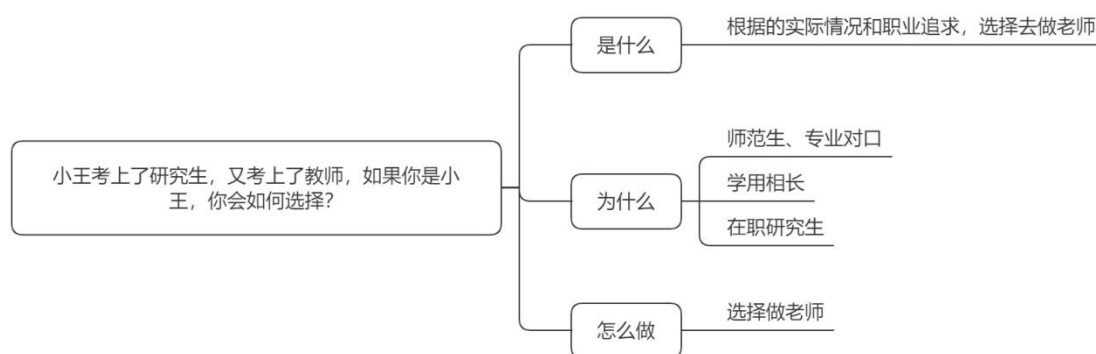 小王考上了研究生，又考上了教师，如果你是小
王，你会如何选择？
是什么
根据的实际情况和职业追求，选择去做老师
为什么
师范生、专业对口
学用相长
在职研究生
怎么做
选择做老师